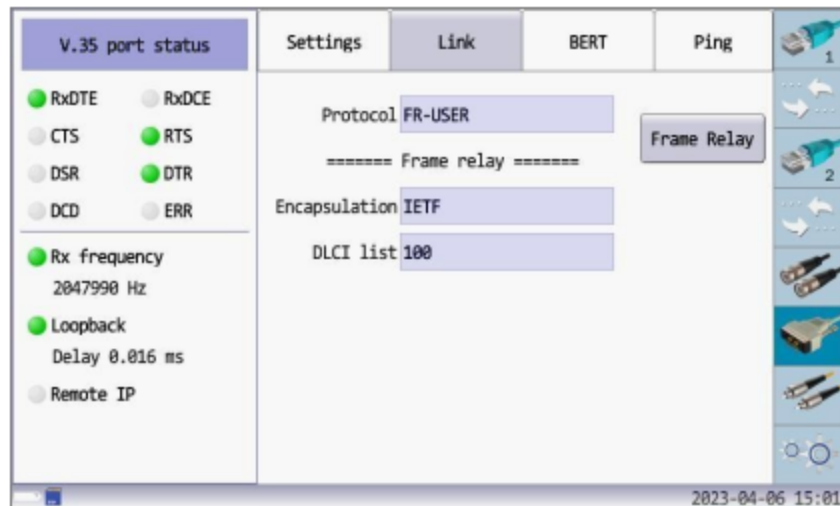 V.35 port status
Settings
Link
BERT
Ping
RxDTE
RxDCE
CTS
RTS
DSR
DTR
DCD
ERR
Rx frequency
2047990 Hz
Loopback
Delay 0.016 ms
Remote IP
Protocol FR-USER
======= Frame relay =======
Encapsulation IETF
DLCI list 100
Frame Relay
1
2
2023-04-06 15:01